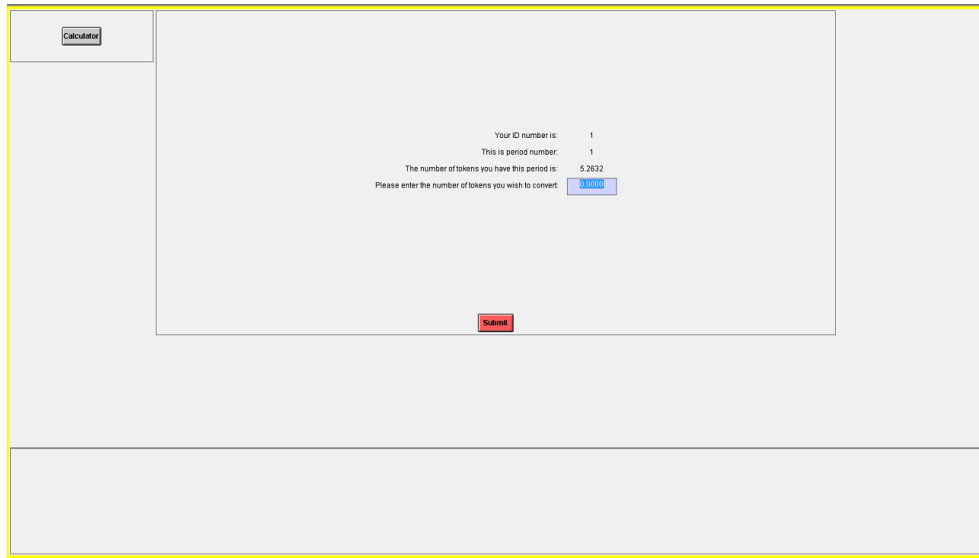 Calculator
Your ID number is: 1
This is period number: 1
The number of tokens you have this period is: 5.2632
Please enter the number of tokens you wish to convert: 0.0000
Submit